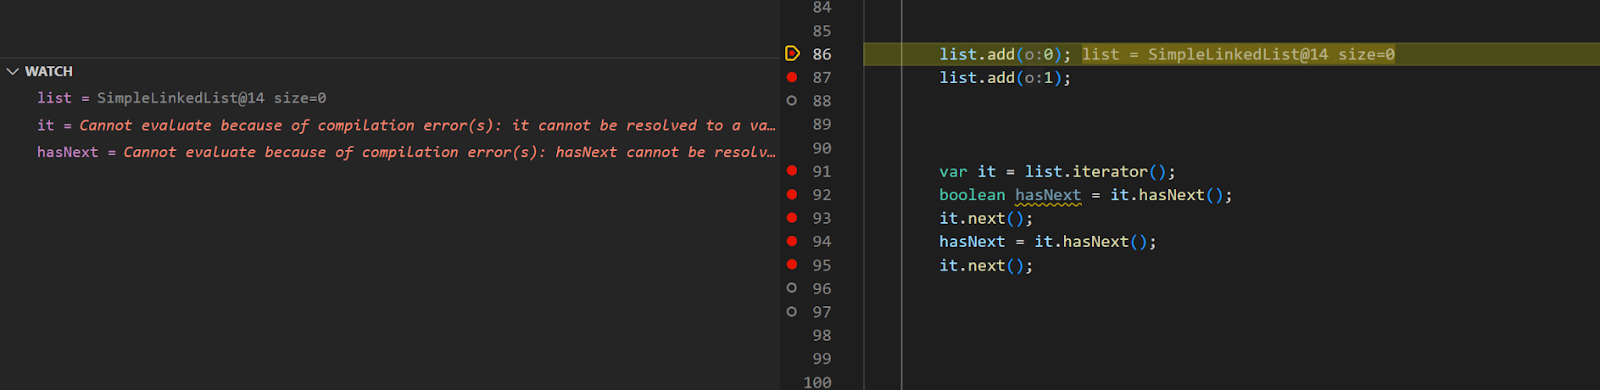 WATCH
list = SimpleLinkedList@14 size=0
it = Cannot evaluate because of compilation error(s): it cannot be resolved to a va…
hasNext = Cannot evaluate because of compilation error(s): hasNext cannot be resolv…
84
85
86 list.add(o:0); list = SimpleLinkedList@14 size=0
87 list.add(o:1);
88
89
90
91 var it = list.iterator();
92 boolean hasNext = it.hasNext();
93 it.next();
94 hasNext = it.hasNext();
95 it.next();
96
97
98
99
100